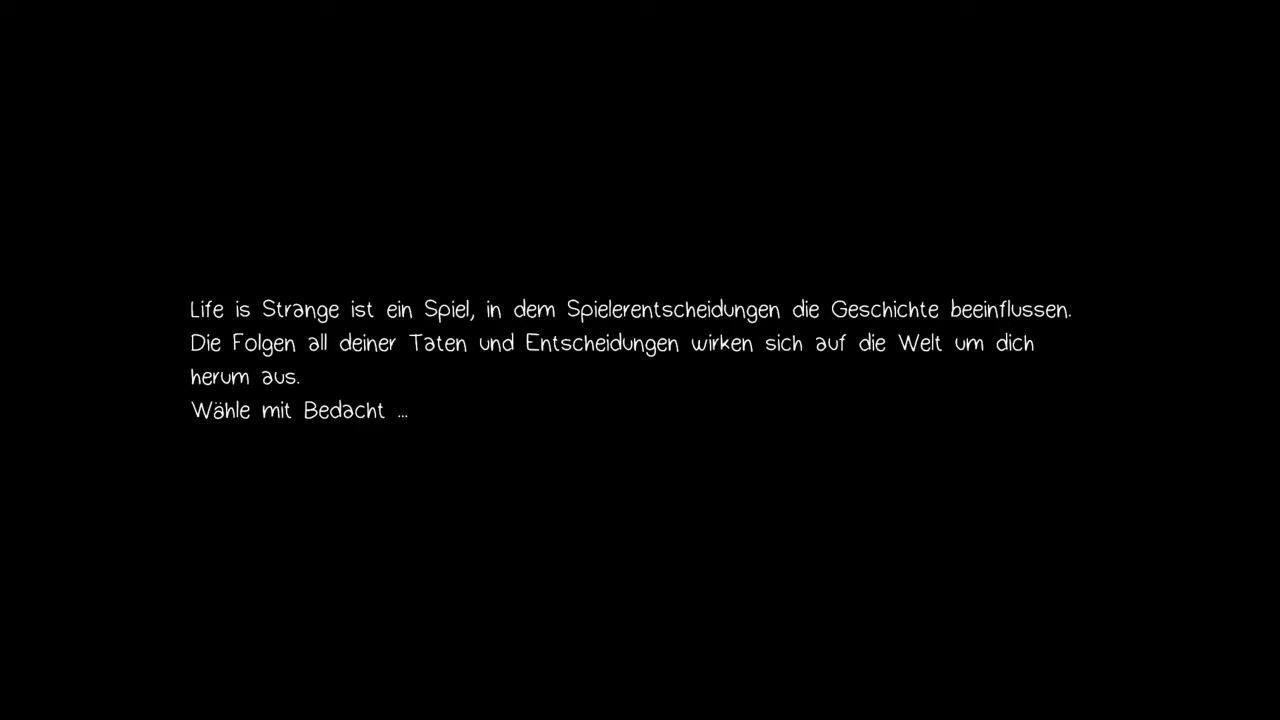 Life is Strange ist ein Spiel, in dem Spielerentscheidungen die Geschichte beeinflussen.
Die Folgen all deiner Taten und Entscheidungen wirken sich auf die Welt um dich
herum aus.
Wähle mit Bedacht ...